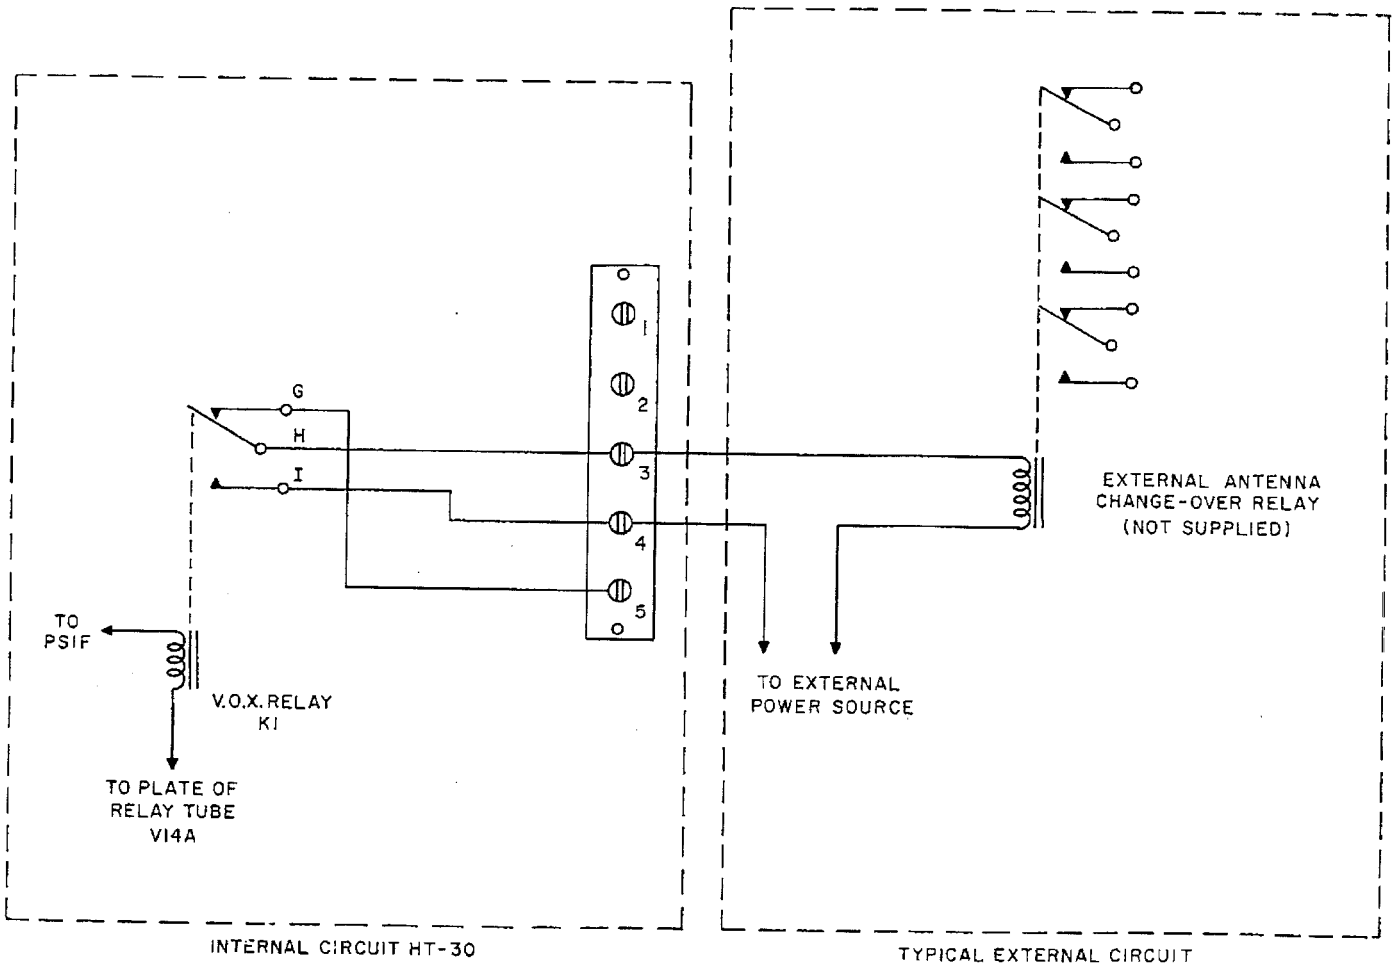 1
2
3
4
5
G
H
I
TO
PS1F
V.O.X. RELAY
K1
TO PLATE OF
RELAY TUBE
V14A
INTERNAL CIRCUIT HT-30
EXTERNAL ANTENNA
CHANGE-OVER RELAY
(NOT SUPPLIED)
TO EXTERNAL
POWER SOURCE
TYPICAL EXTERNAL CIRCUIT